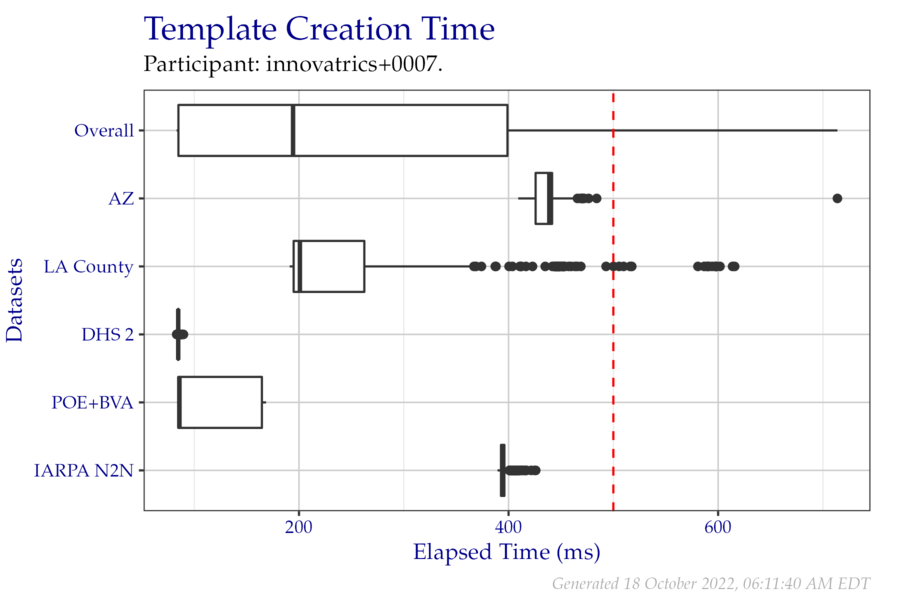 Template Creation Time
Participant: innovatrics+0007.
Overall
AZ
LA County
DHS 2
POE+BVA
IARPA N2N
Datasets
200
400
600
Elapsed Time (ms)
Generated 18 October 2022, 06:11:40 AM EDT